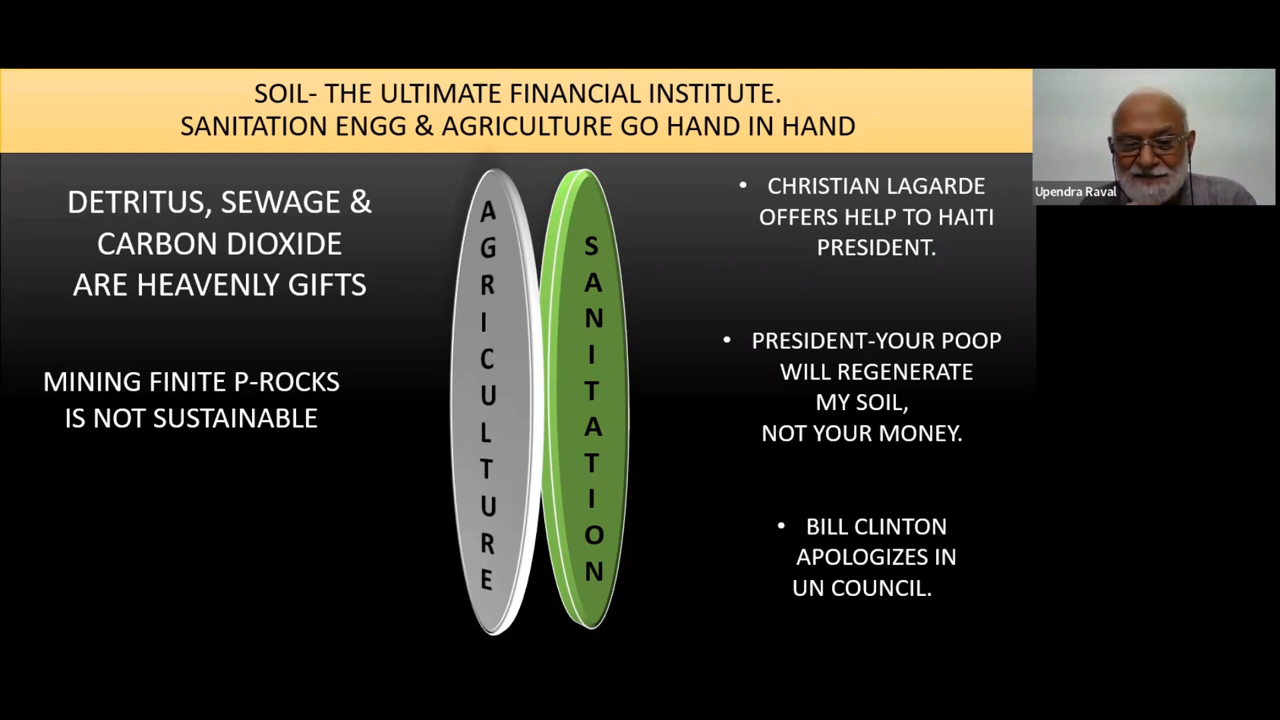 SOIL- THE ULTIMATE FINANCIAL INSTITUTE.
SANITATION ENGG & AGRICULTURE GO HAND IN HAND
DETRITUS, SEWAGE &
CARBON DIOXIDE
ARE HEAVENLY GIFTS
MINING FINITE P-ROCKS
IS NOT SUSTAINABLE
AGRICULTURE
SANITATION
• CHRISTIAN LAGARDE
OFFERS HELP TO HAITI
PRESIDENT.
• PRESIDENT-YOUR POOP
WILL REGENERATE
MY SOIL,
NOT YOUR MONEY.
• BILL CLINTON
APOLOGIZES IN
UN COUNCIL.
Upendra Raval